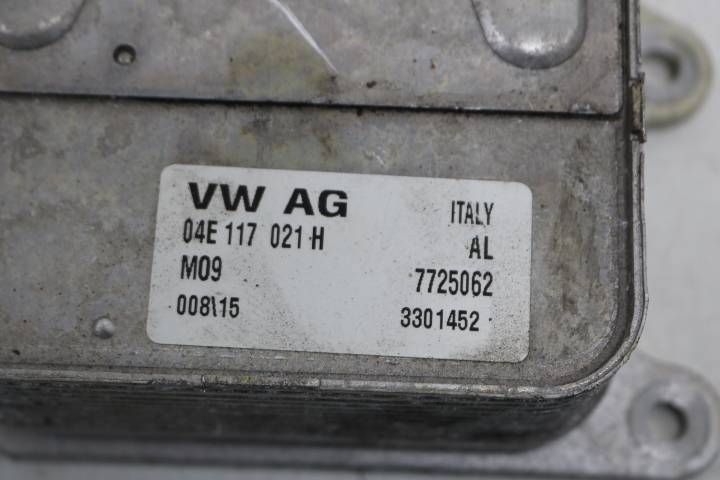 VW AG ITALY
04E 117 021 H AL
M09 7725062
008\15 3301452